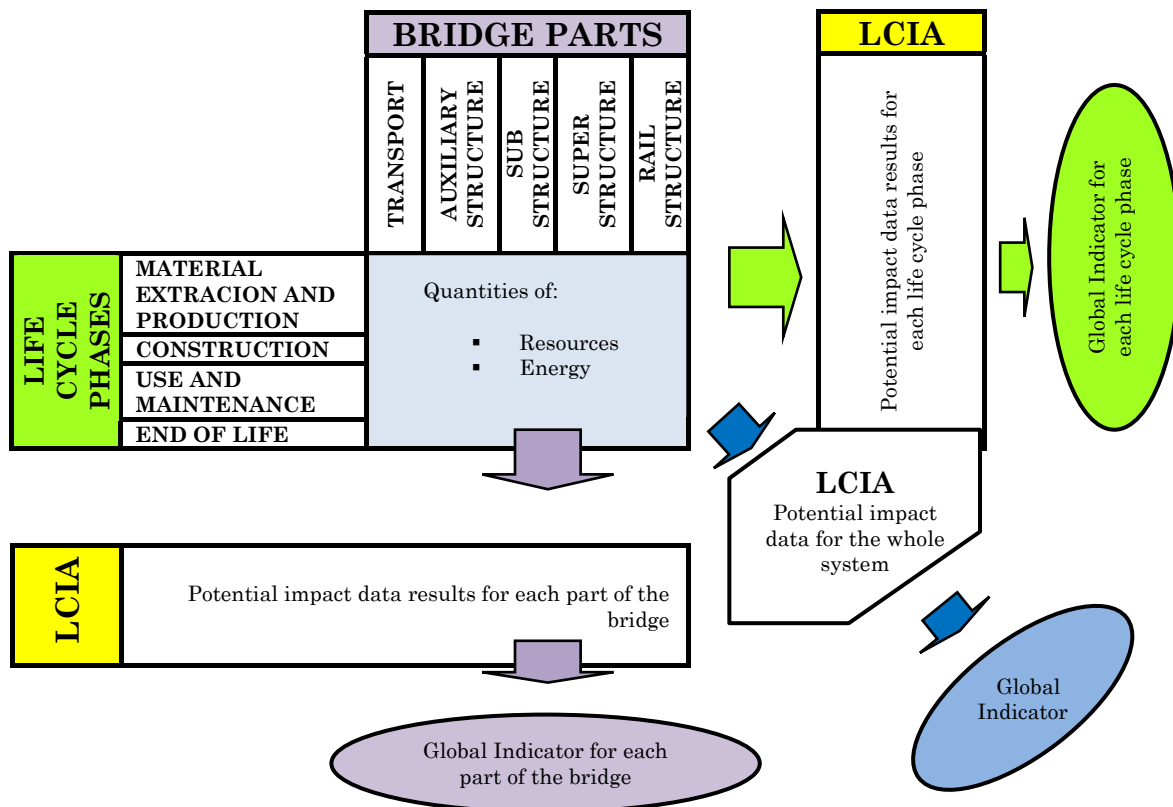 BRIDGE PARTS
TRANSPORT
AUXILIARY
STRUCTURE
SUB
STRUCTURE
SUPER
STRUCTURE
RAIL
STRUCTURE
LIFE
CYCLE
PHASES
MATERIAL
EXTRACION AND
PRODUCTION
CONSTRUCTION
USE AND
MAINTENANCE
END OF LIFE
Quantities of:
▪ Resources
▪ Energy
LCIA
Potential impact data results for
each life cycle phase
Global Indicator for
each life cycle phase
LCIA
Potential impact
data for the whole
system
Global
Indicator
LCIA
Potential impact data results for each part of the
bridge
Global Indicator for each
part of the bridge